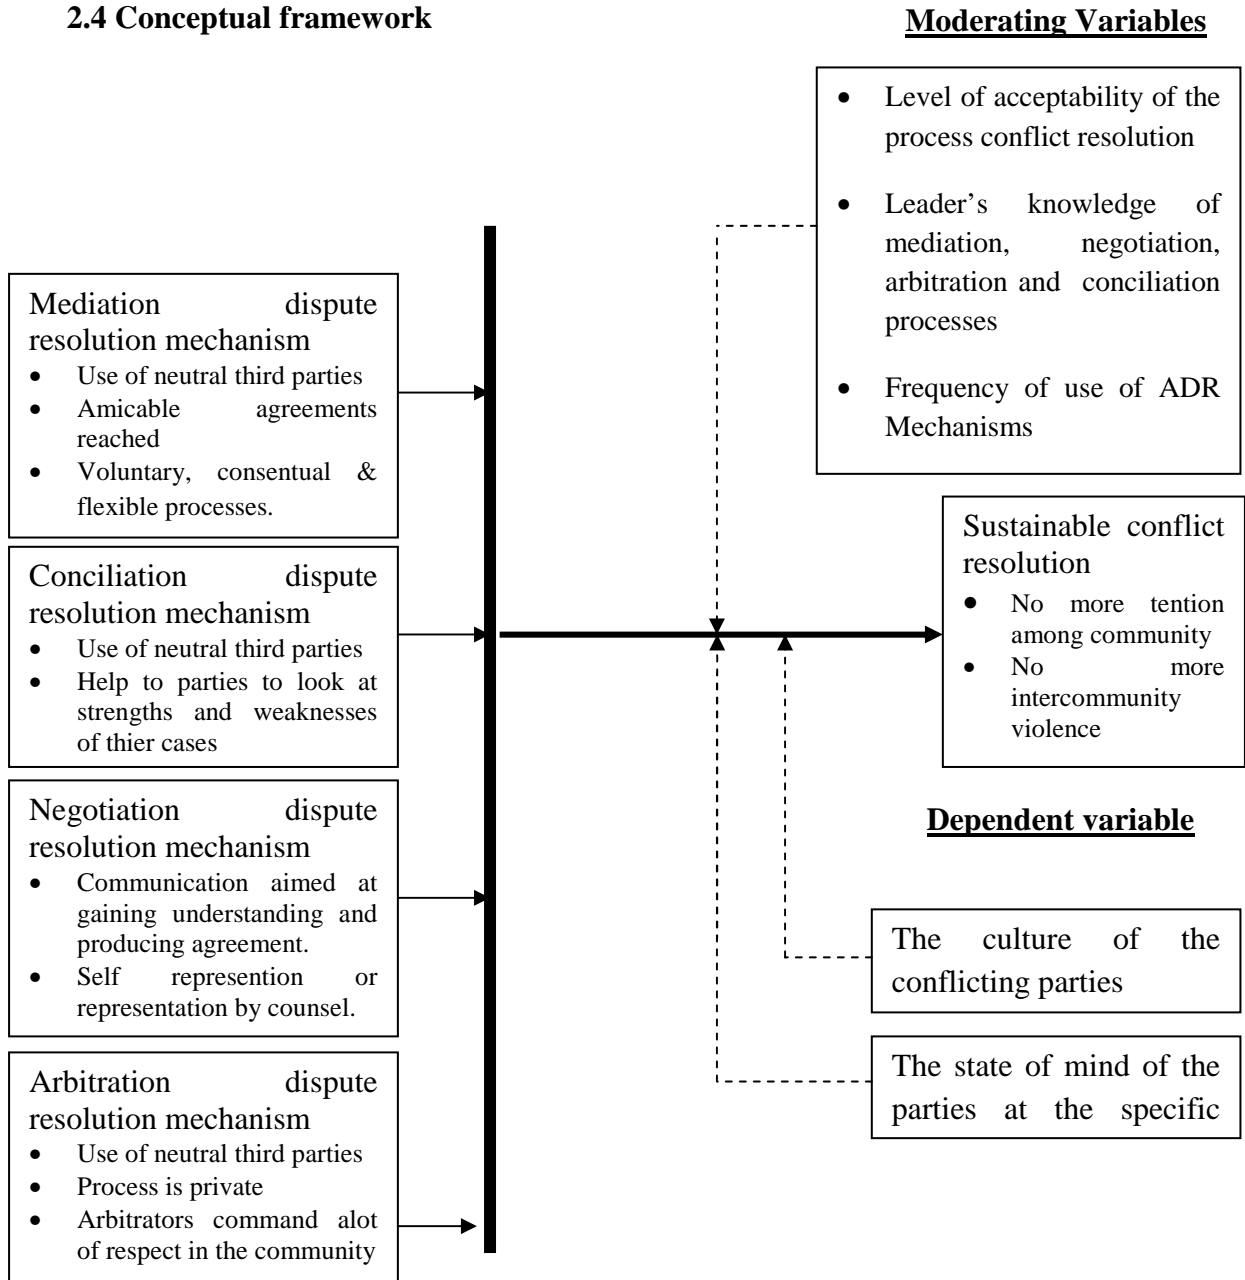 2.4 Conceptual framework
Moderating Variables
• Level of acceptability of the
process conflict resolution
• Leader’s knowledge of
mediation, negotiation,
arbitration and conciliation
processes
• Frequency of use of ADR
Mechanisms
Mediation dispute
resolution mechanism
• Use of neutral third parties
• Amicable agreements
reached
• Voluntary, consentual &
flexible processes.
Conciliation dispute
resolution mechanism
• Use of neutral third parties
• Help to parties to look at
strengths and weaknesses
of thier cases
Negotiation dispute
resolution mechanism
• Communication aimed at
gaining understanding and
producing agreement.
• Self represention or
representation by counsel.
Arbitration dispute
resolution mechanism
• Use of neutral third parties
• Process is private
• Arbitrators command alot
of respect in the community
Sustainable conflict
resolution
• No more tention
among community
• No more
intercommunity
violence
Dependent variable
The culture of the
conflicting parties
The state of mind of the
parties at the specific